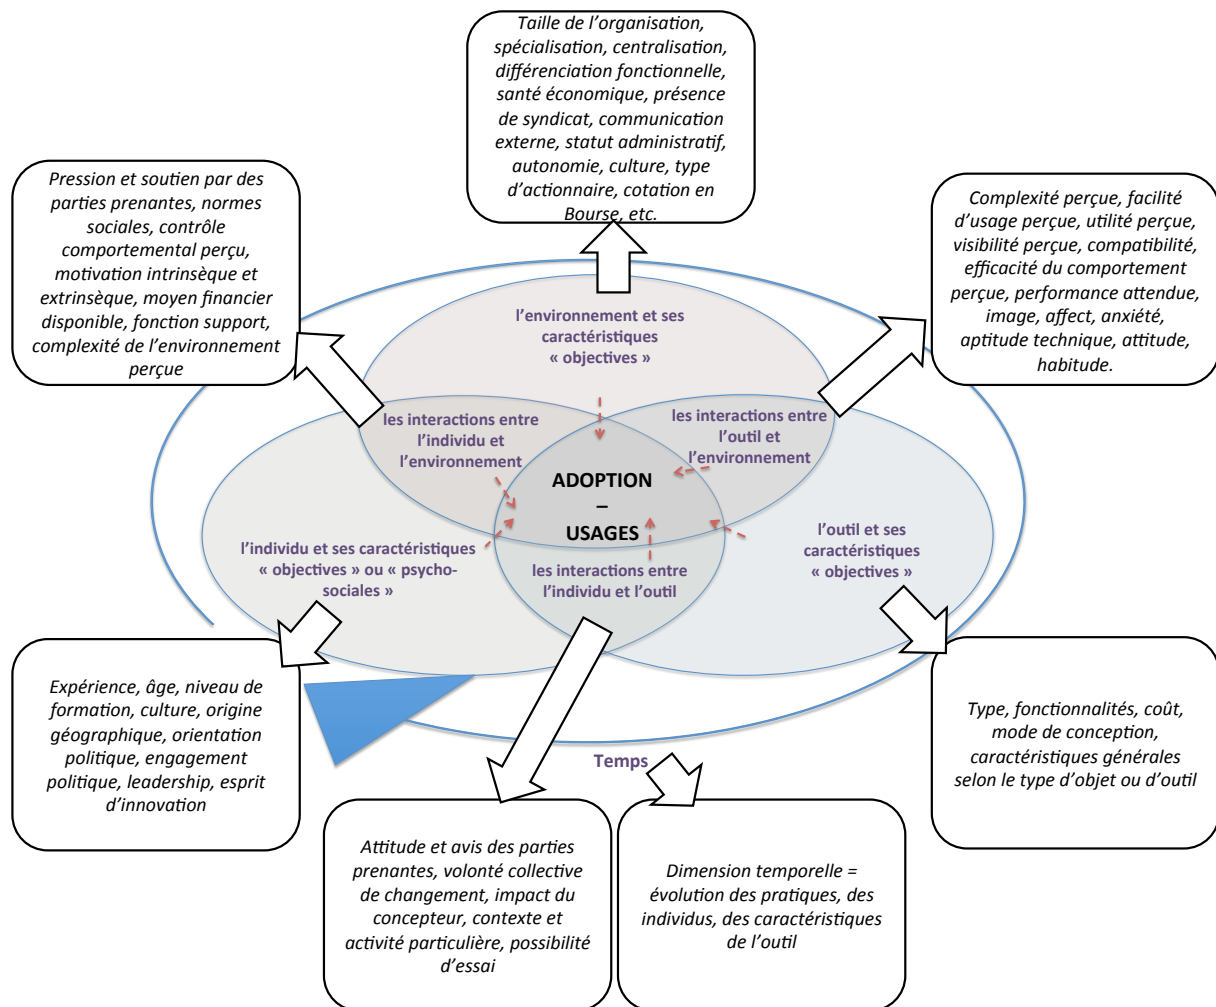 Taille de l’organisation,
spécialisation, centralisation,
différenciation fonctionnelle,
santé économique, présence
de syndicat, communication
externe, statut administratif,
autonomie, culture, type
d’actionnaire, cotation en
Bourse, etc.
Pression et soutien par des
parties prenantes, normes
sociales, contrôle
comportemental perçu,
motivation intrinsèque et
extrinsèque, moyen financier
disponible, fonction support,
complexité de l’environnement
perçue
Complexité perçue, facilité
d’usage perçue, utilité perçue,
visibilité perçue, compatibilité,
efficacité du comportement
perçue, performance attendue,
image, affect, anxiété,
aptitude technique, attitude,
habitude.
l’environnement et ses
caractéristiques
« objectives »
les interactions entre
l’individu et
l’environnement
les interactions entre
l’outil et
l’environnement
ADOPTION
–
USAGES
l’individu et ses caractéristiques
« objectives » ou « psycho-
sociales »
les interactions entre
l’individu et l’outil
l’outil et ses
caractéristiques
« objectives »
Expérience, âge, niveau de
formation, culture, origine
géographique, orientation
politique, engagement
politique, leadership, esprit
d’innovation
Temps
Type, fonctionnalités, coût,
mode de conception,
caractéristiques générales
selon le type d’objet ou d’outil
Attitude et avis des parties
prenantes, volonté collective
de changement, impact du
concepteur, contexte et
activité particulière, possibilité
d’essai
Dimension temporelle =
évolution des pratiques, des
individus, des caractéristiques
de l’outil